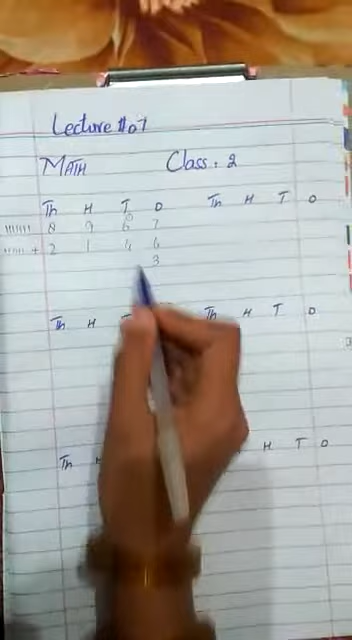 Lecture # 07
MATH Class : 2
Th H T O Th H T O
8 9 6 7
+ 2 1 4 6
3
Th H T Th H T O
Th H H T O